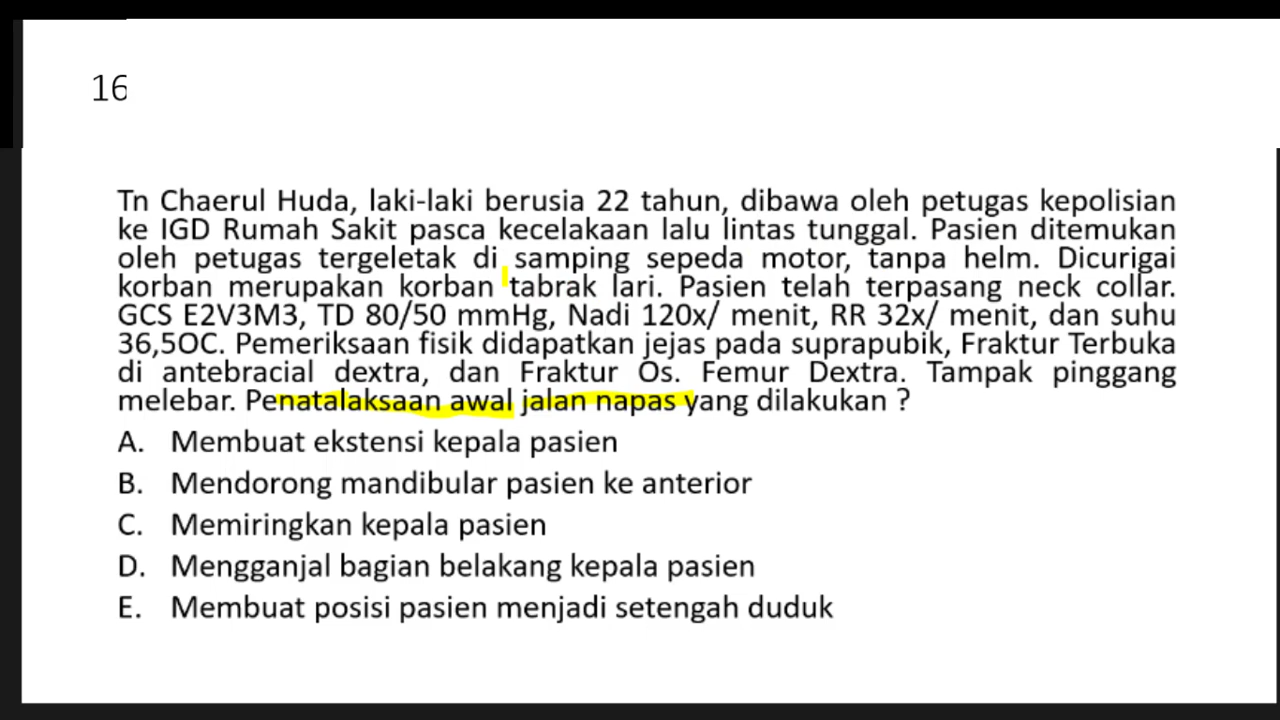 16
Tn Chaerul Huda, laki-laki berusia 22 tahun, dibawa oleh petugas kepolisian
ke IGD Rumah Sakit pasca kecelakaan lalu lintas tunggal. Pasien ditemukan
oleh petugas tergeletak di samping sepeda motor, tanpa helm. Dicurigai
korban merupakan korban tabrak lari. Pasien telah terpasang neck collar.
GCS E2V3M3, TD 80/50 mmHg, Nadi 120x/ menit, RR 32x/ menit, dan suhu
36,5OC. Pemeriksaan fisik didapatkan jejas pada suprapubik, Fraktur Terbuka
di antebracial dextra, dan Fraktur Os. Femur Dextra. Tampak pinggang
melebar. Penatalaksaan awal jalan napas yang dilakukan ?
A. Membuat ekstensi kepala pasien
B. Mendorong mandibular pasien ke anterior
C. Memiringkan kepala pasien
D. Mengganjal bagian belakang kepala pasien
E. Membuat posisi pasien menjadi setengah duduk